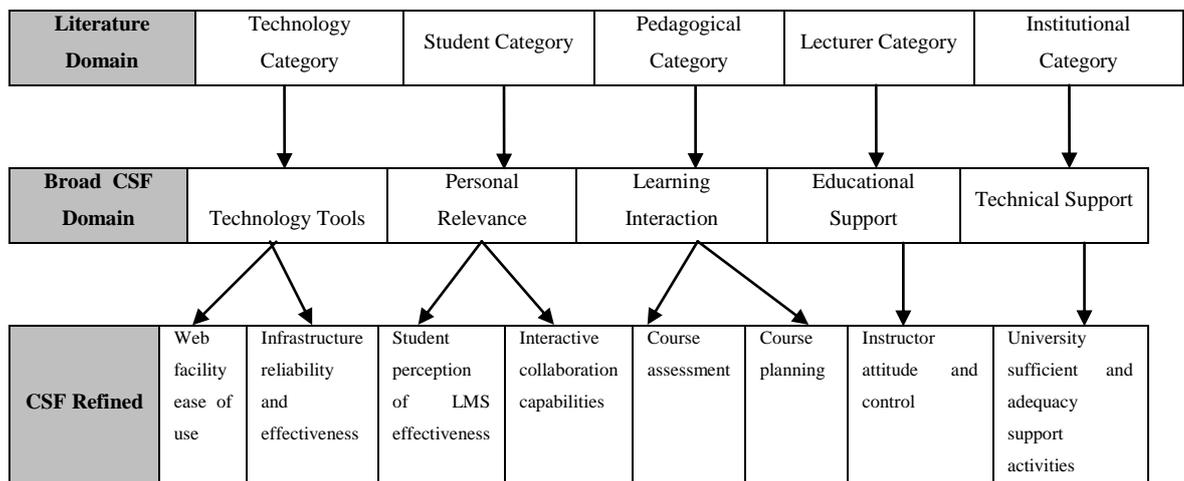 Literature
Domain
Technology
Category
Student Category
Pedagogical
Category
Lecturer Category
Institutional
Category
Broad CSF
Domain
Technology Tools
Personal
Relevance
Learning
Interaction
Educational
Support
Technical Support
CSF Refined
Web
facility
ease of
use
Infrastructure
reliability
and
effectiveness
Student
perception
of LMS
effectiveness
Interactive
collaboration
capabilities
Course
assessment
Course
planning
Instructor
attitude and
control
University
sufficient and
adequacy
support
activities